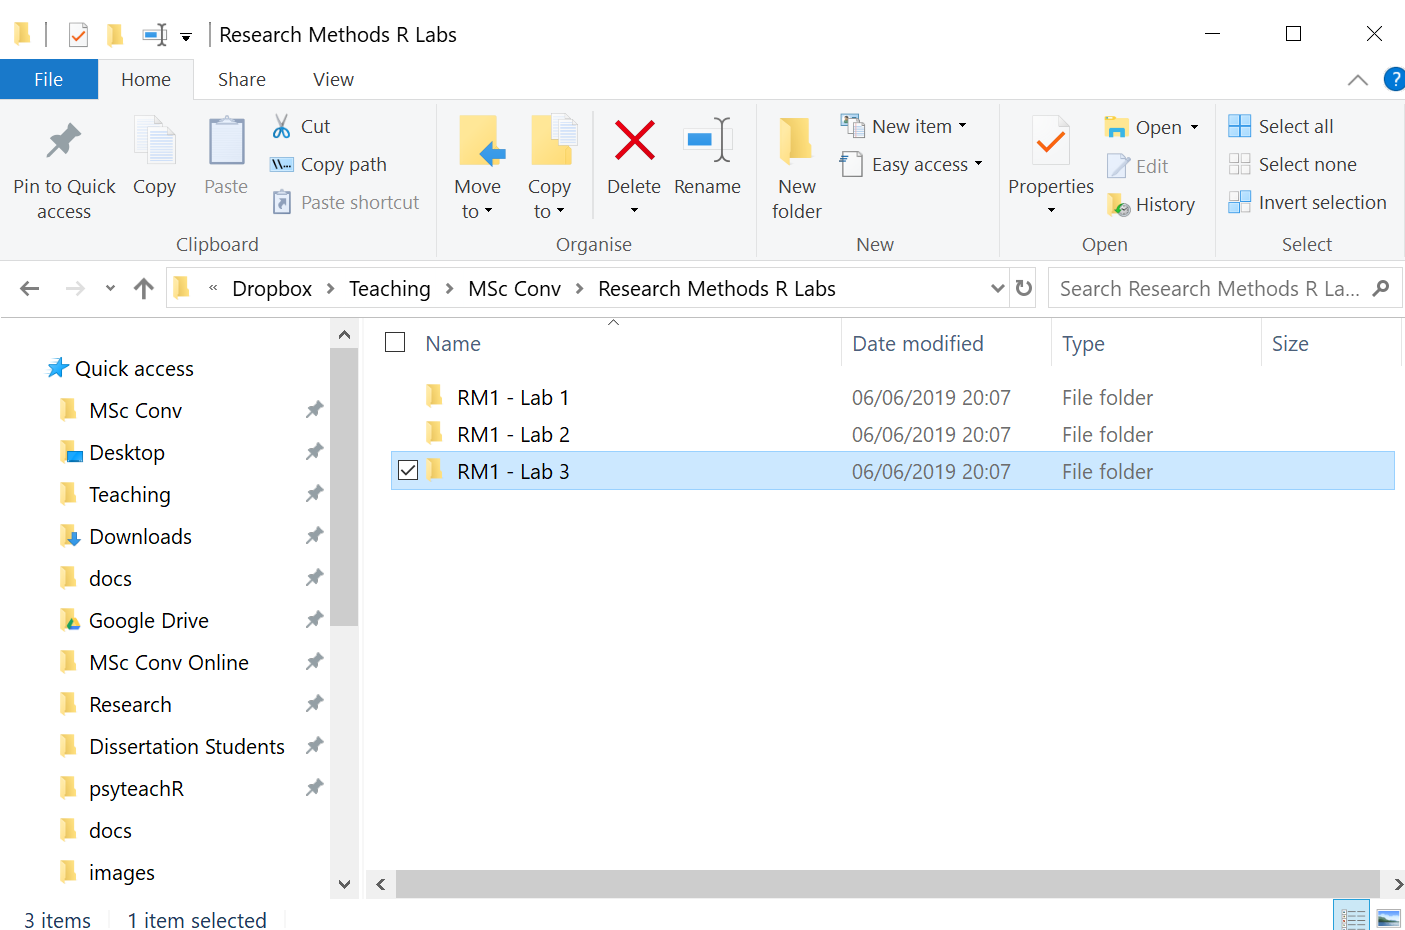 Research Methods R Labs
File Home Share View ?
Pin to Quick access
Copy
Paste
Cut
Copy path
Paste shortcut
Clipboard
Move to
Copy to
Delete
Rename
Organise
New folder
New item
Easy access
New
Properties
Open
Edit
History
Open
Select all
Select none
Invert selection
Select
« Dropbox > Teaching > MSc Conv > Research Methods R Labs
Search Research Methods R La...
Quick access
MSc Conv
Desktop
Teaching
Downloads
docs
Google Drive
MSc Conv Online
Research
Dissertation Students
psyteachR
docs
images
Name Date modified Type Size
RM1 - Lab 1 06/06/2019 20:07 File folder
RM1 - Lab 2 06/06/2019 20:07 File folder
RM1 - Lab 3 06/06/2019 20:07 File folder
3 items 1 item selected